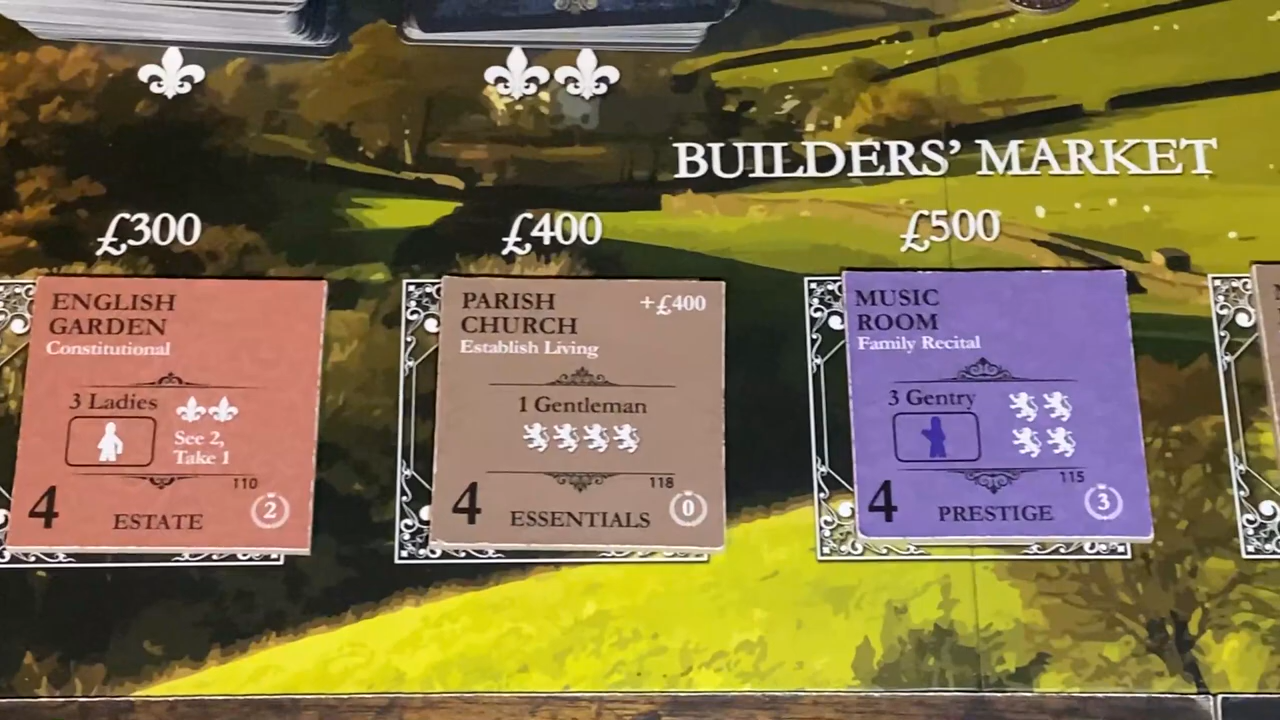 BUILDERS' MARKET
£300
£400
£500
ENGLISH
GARDEN
Constitutional
3 Ladies
See 2,
Take 1
110
4
ESTATE
2
PARISH
CHURCH
+£400
Establish Living
1 Gentleman
118
4
ESSENTIALS
0
MUSIC
ROOM
Family Recital
3 Gentry
115
4
PRESTIGE
3